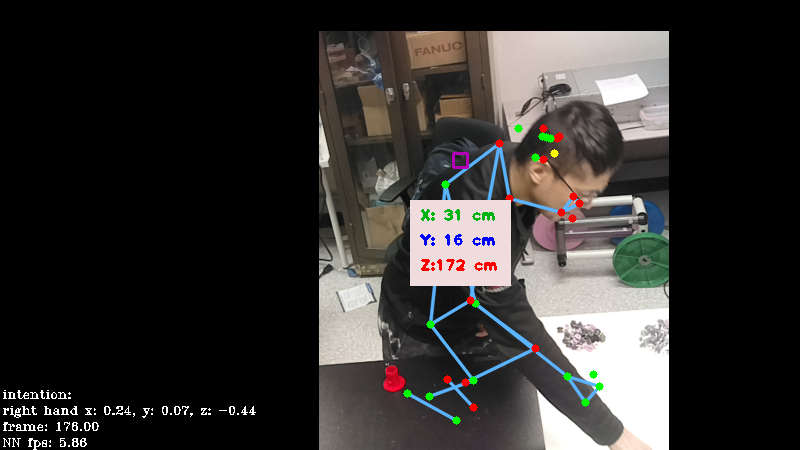 FANUC
X: 31 cm
Y: 16 cm
Z:172 cm
intention:
right hand x: 0.24, y: 0.07, z: -0.44
frame: 176.00
NN fps: 5.86